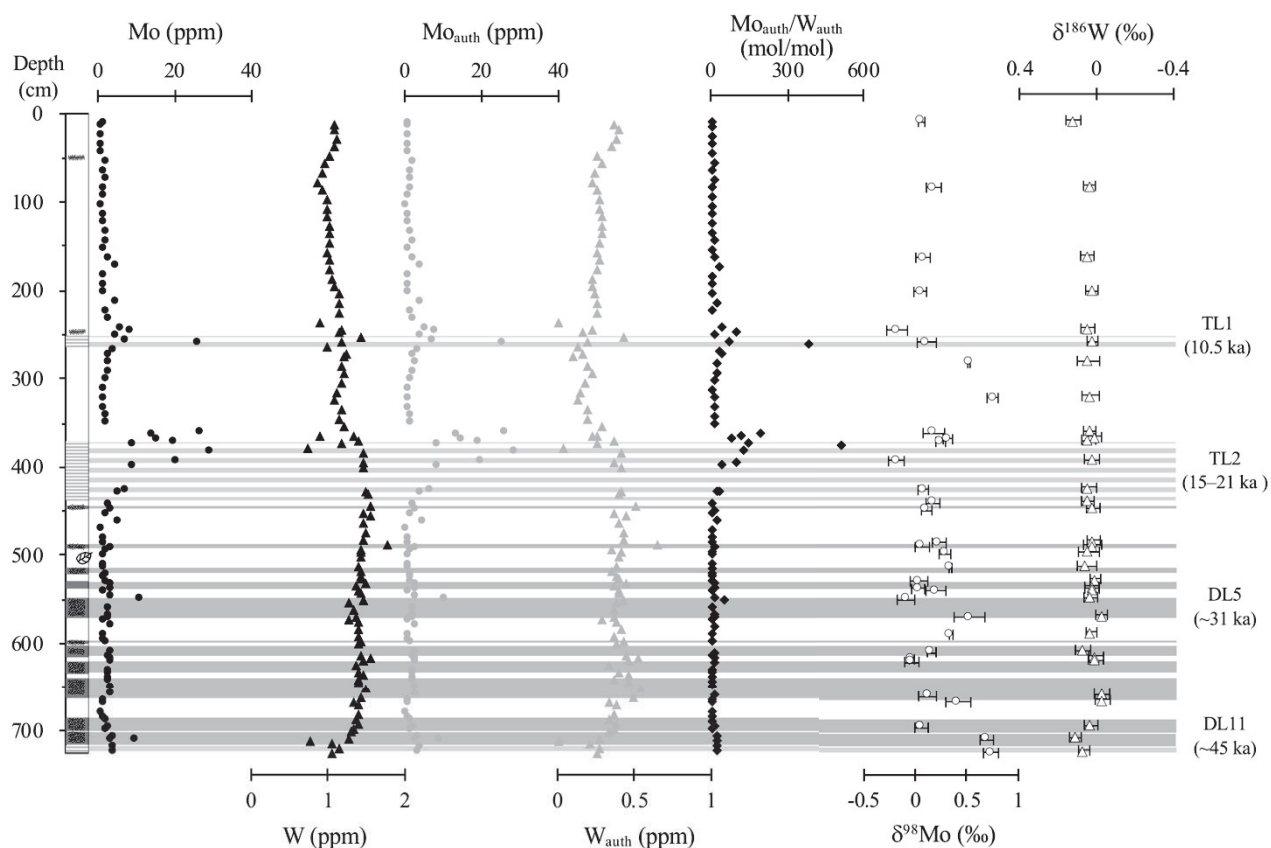 Mo (ppm)
Mo_auth (ppm)
Mo_auth/W_auth
(mol/mol)
δ¹⁸⁶W (‰)
Depth
(cm)
0 20 40
0 20 40
0 300 600
0.4 0 -0.4
0
100
200
300
400
500
600
700
TL1
(10.5 ka)
TL2
(15–21 ka )
DL5
(~31 ka)
DL11
(~45 ka)
0 1 2
0 0.5 1
-0.5 0 0.5 1
W (ppm)
W_auth (ppm)
δ⁹⁸Mo (‰)